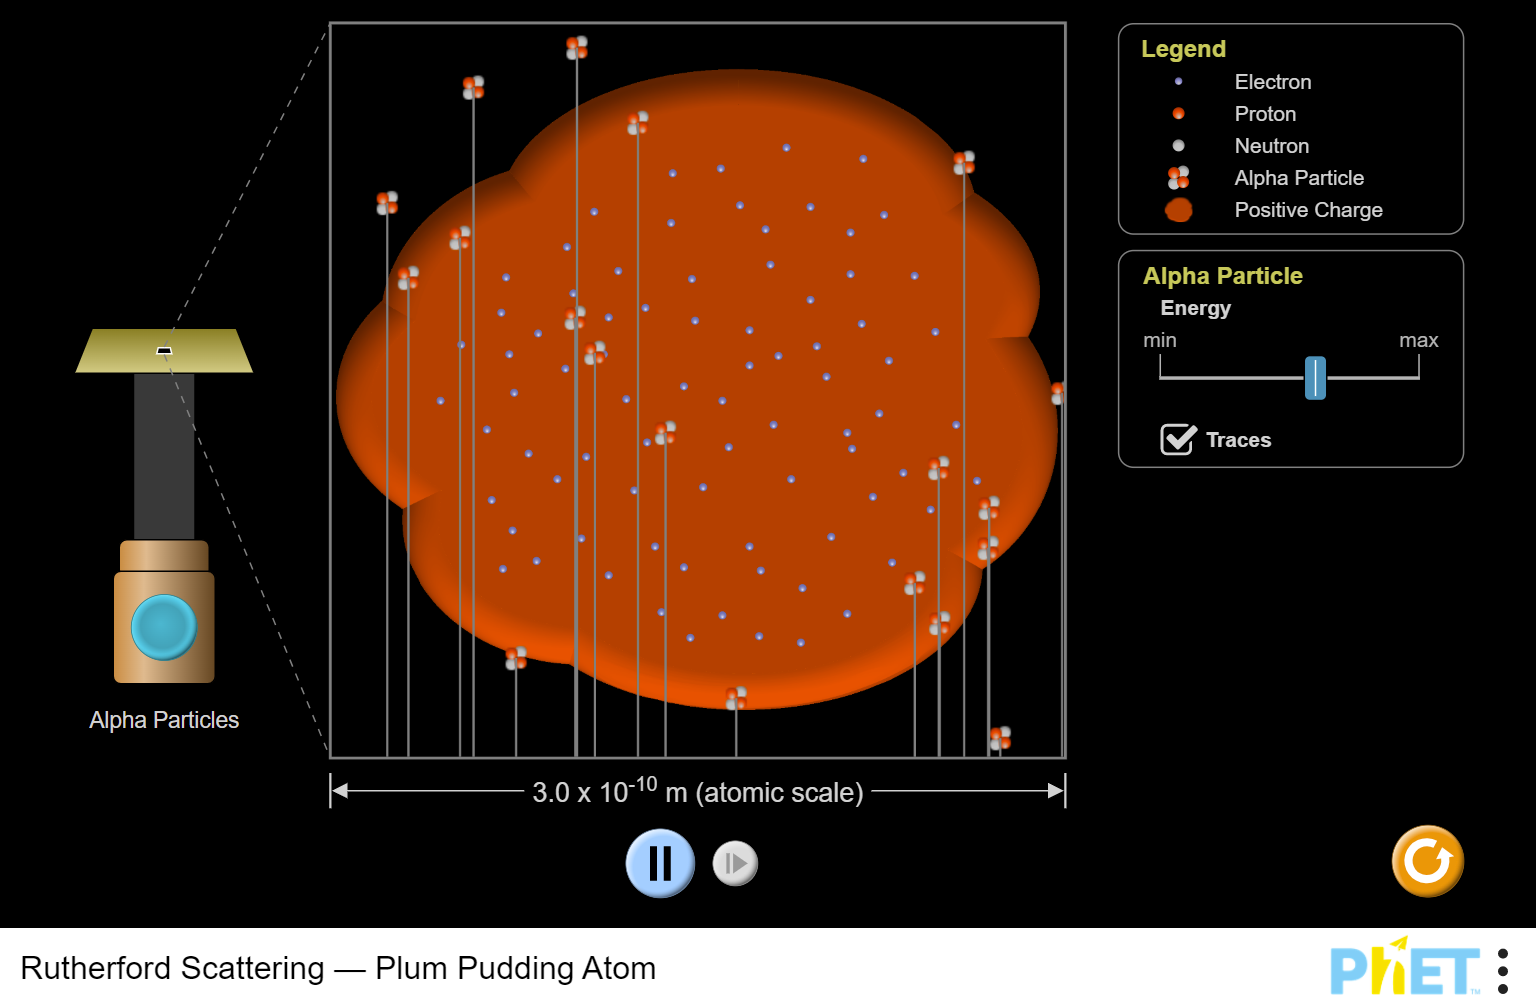 Legend
Electron
Proton
Neutron
Alpha Particle
Positive Charge
Alpha Particle
Energy
min max
Traces
Alpha Particles
3.0 x 10⁻¹⁰ m (atomic scale)
Rutherford Scattering — Plum Pudding Atom
PhET™